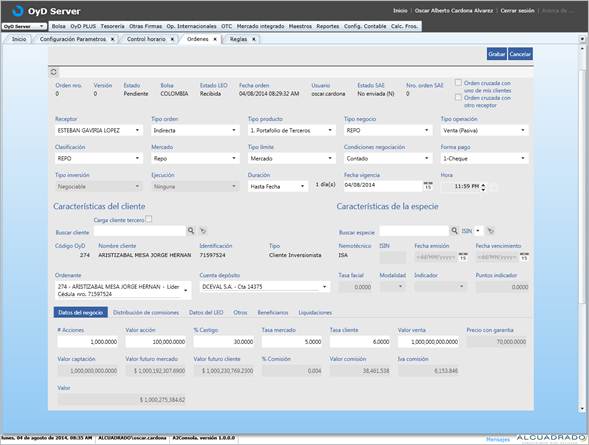 OyD Server
Inicio | Oscar Alberto Cardona Alvarez | Cerrar sesión | Acerca de ...
OyD Server Bolsa OyD PLUS Tesorería Otras Firmas Op. Internacionales OTC Mercado integrado Maestros Reportes Config. Contable Calc. Fros.
Inicio Configuración Parametros Control horario Ordenes Reglas
Grabar Cancelar
Orden nro. Versión Estado Bolsa Estado LEO Fecha orden Usuario Estado SAE Nro. orden SAE Orden cruzada con uno de mis clientes
0 0 Pendiente COLOMBIA Recibida 04/08/2014 08:29:32 AM oscar.cardona No enviada (N) 0 Orden cruzada con otro receptor
Receptor Tipo orden Tipo producto Tipo negocio Tipo operación
ESTEBAN GAVIRIA LOPEZ Indirecta 1. Portafolio de Terceros REPO Venta (Pasiva)
Clasificación Mercado Tipo límite Condiciones negociación Forma pago
REPO Repo Mercado Contado 1-Cheque
Tipo inversión Ejecución Duración Fecha vigencia Hora
Negociable Ninguna Hasta Fecha 1 día(s) 04/08/2014 15 11:59 PM
Características del cliente Características de la especie
Carga cliente tercero
Buscar cliente Buscar especie ISIN
Código OyD Nombre cliente Identificación Tipo Nemotécnico ISIN Fecha emisión Fecha vencimiento
274 ARISTIZABAL MESA JORGE HERNAN 71597524 Cliente Inversionista ISA <dd/MM/yyyy> 15 <dd/MM/yyyy> 15
Ordenante Cuenta depósito Tasa facial Modalidad Indicador Puntos indicador
274 - ARISTIZABAL MESA JORGE HERNAN - Lider Cédula nro. 71597524 DCEVAL S.A. - Cta 14375 0.0000 0.0000
Datos del negocio Distribución de comisiones Datos del LEO Otros Beneficiarios Liquidaciones
# Acciones Valor acción % Castigo Tasa mercado Tasa cliente Valor venta Precio con garantia
1,000.0000 100,000.0000 30.0000 5.0000 6.0000 1,000,000.0000 70,000.0000
Valor captación Valor futuro mercado Valor futuro cliente % Comisión Valor comisión Iva comisión
1,000,000,000.0000 $ 1,000,192,307.6900 $ 1,000,230,769.2300 0.004 38,461.538 6,153.846
Valor
$ 1,000,275,384.62
lunes, 04 de agosto de 2014, 08:35 AM ALCUADRADO\oscar.cardona A2Consola, versión 1.0.0.0 Mensajes ALCUADRADO